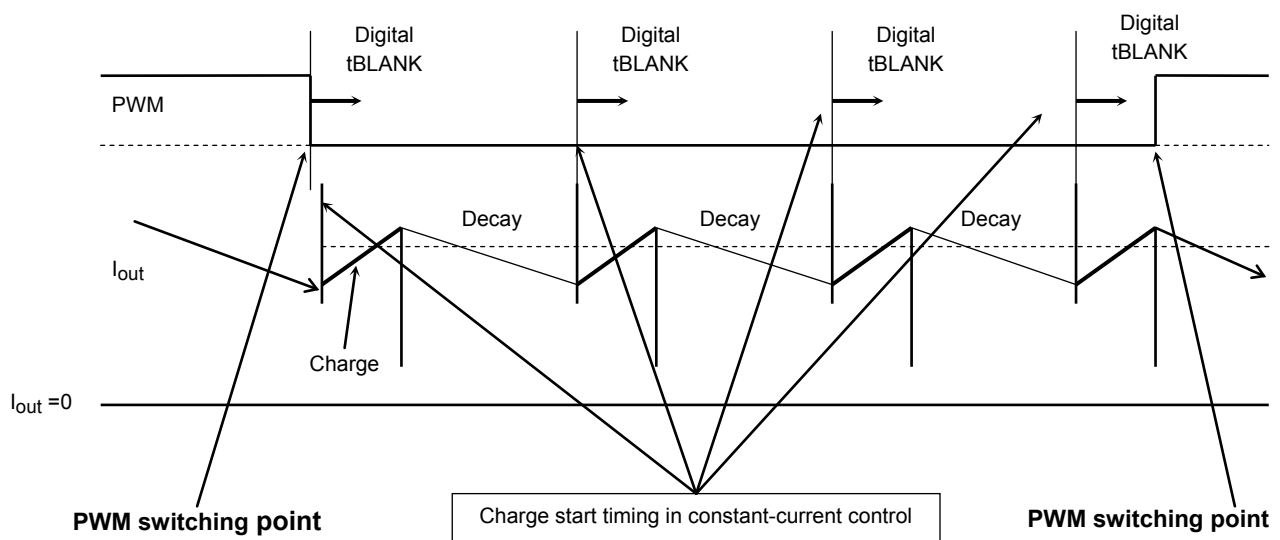 Digital
tBLANK
Digital
tBLANK
Digital
tBLANK
Digital
tBLANK
PWM
Decay
Decay
Decay
Iout
Charge
Iout =0
PWM switching point
Charge start timing in constant-current control
PWM switching point